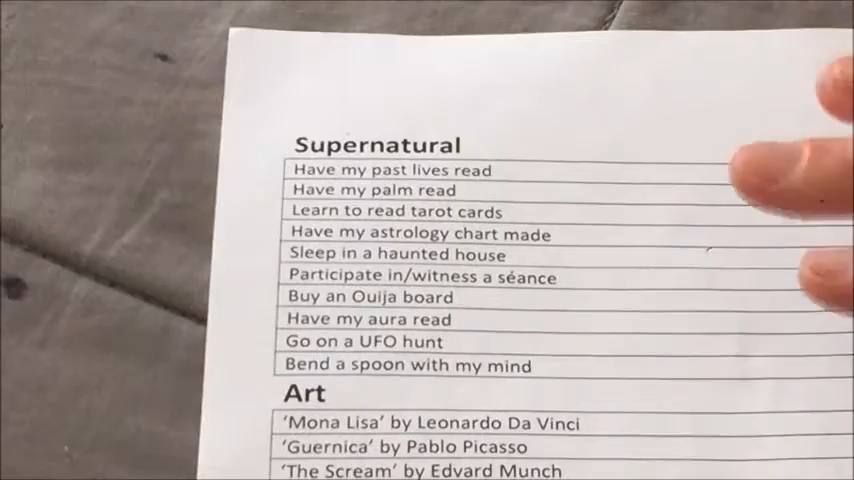 Supernatural
Have my past lives read
Have my palm read
Learn to read tarot cards
Have my astrology chart made
Sleep in a haunted house
Participate in/witness a séance
Buy an Ouija board
Have my aura read
Go on a UFO hunt
Bend a spoon with my mind
Art
‘Mona Lisa’ by Leonardo Da Vinci
‘Guernica’ by Pablo Picasso
‘The Scream’ by Edvard Munch